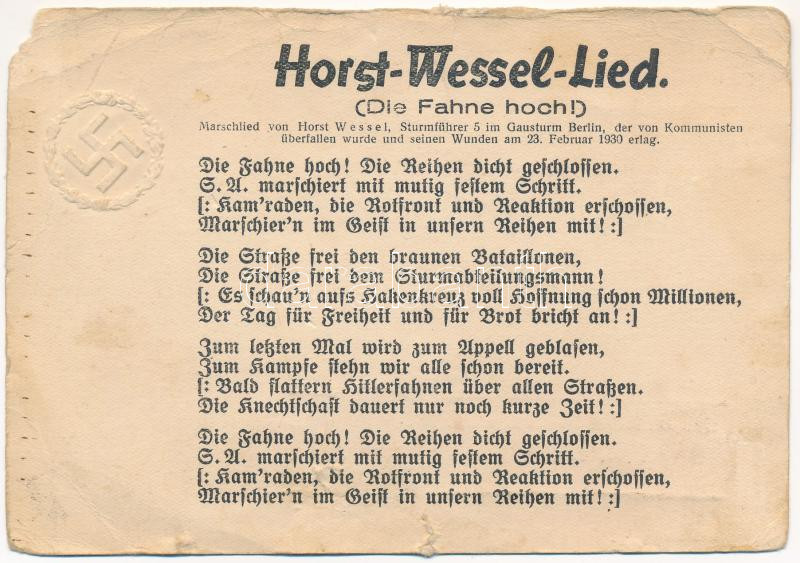 Horst-Wessel-Lied.
(Die Fahne hoch!)
Marschlied von Horst Wessel, Sturmführer 5 im Gausturm Berlin, der von Kommunisten
überfallen wurde und seinen Wunden am 23. Februar 1930 erlag.
Die Fahne hoch! Die Reihen dicht geschlossen.
S. A. marschiert mit mutig festem Schritt.
[: Kam'raden, die Rotfront und Reaktion erschossen,
Marschier'n im Geist in unsern Reihen mit! :]
Die Straße frei den braunen Bataillonen,
Die Straße frei dem Sturmabteilungsmann!
[: Es schau'n aufs Hakenkreuz voll Hoffnung schon Millionen,
Der Tag für Freiheit und für Brot bricht an! :]
Zum letzten Mal wird zum Appell geblasen,
Zum Kampfe stehn wir alle schon bereit.
[: Bald flattern Hitlerfahnen über allen Straßen.
Die Knechtschaft dauert nur noch kurze Zeit! :]
Die Fahne hoch! Die Reihen dicht geschlossen.
S. A. marschiert mit mutig festem Schritt.
[: Kam'raden, die Rotfront und Reaktion erschossen,
Marschier'n im Geist in unsern Reihen mit! :]